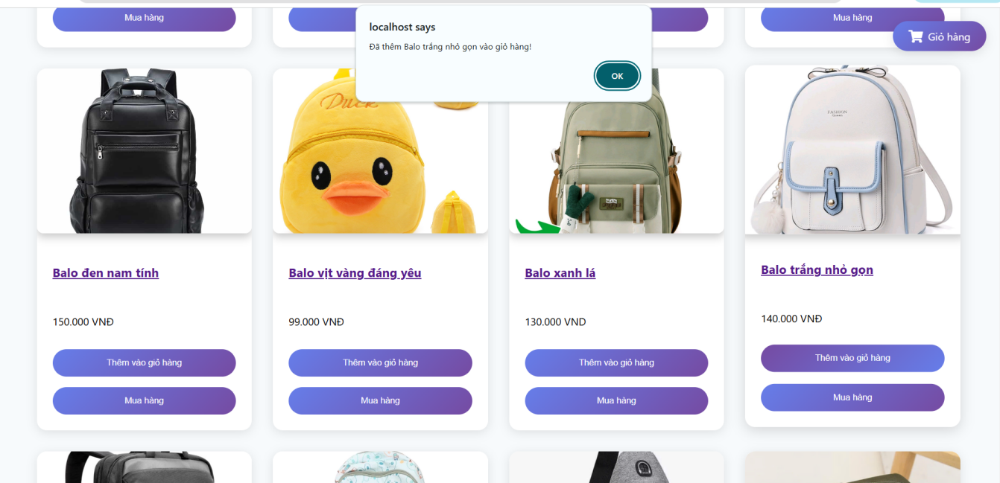 Mua hàng
Mua hàng
localhost says
Đã thêm Balo trắng nhỏ gọn vào giỏ hàng!
OK
Giỏ hàng
Duck
FASHION
Balo đen nam tính
Balo vịt vàng đáng yêu
Balo xanh lá
Balo trắng nhỏ gọn
150.000 VNĐ
99.000 VNĐ
130.000 VND
140.000 VNĐ
Thêm vào giỏ hàng
Thêm vào giỏ hàng
Thêm vào giỏ hàng
Thêm vào giỏ hàng
Mua hàng
Mua hàng
Mua hàng
Mua hàng